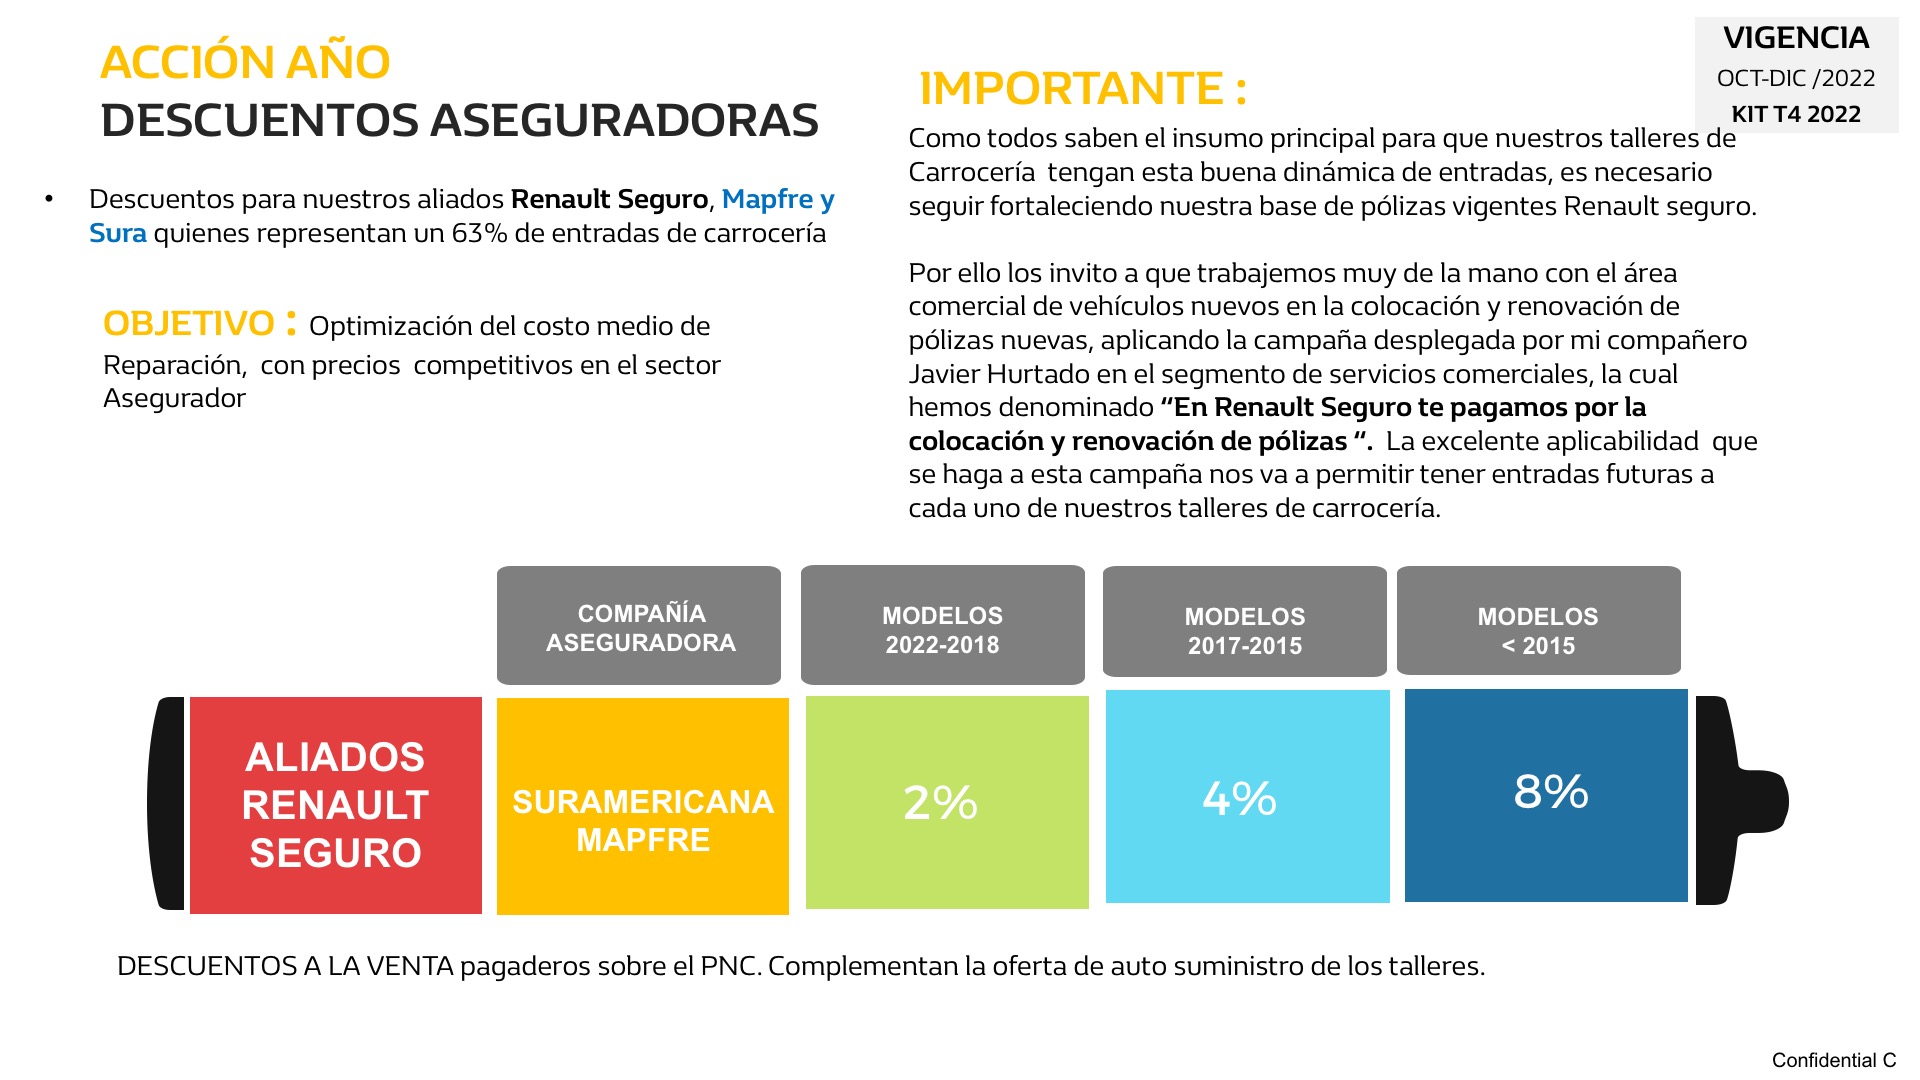 ACCIÓN AÑO
DESCUENTOS ASEGURADORAS
• Descuentos para nuestros aliados Renault Seguro, Mapfre y
Sura quienes representan un 63% de entradas de carrocería
OBJETIVO : Optimización del costo medio de
Reparación, con precios competitivos en el sector
Asegurador
IMPORTANTE :
Como todos saben el insumo principal para que nuestros talleres de
Carrocería tengan esta buena dinámica de entradas, es necesario
seguir fortaleciendo nuestra base de pólizas vigentes Renault seguro.
Por ello los invito a que trabajemos muy de la mano con el área
comercial de vehículos nuevos en la colocación y renovación de
pólizas nuevas, aplicando la campaña desplegada por mi compañero
Javier Hurtado en el segmento de servicios comerciales, la cual
hemos denominado “En Renault Seguro te pagamos por la
colocación y renovación de pólizas “. La excelente aplicabilidad que
se haga a esta campaña nos va a permitir tener entradas futuras a
cada uno de nuestros talleres de carrocería.
VIGENCIA
OCT-DIC /2022
KIT T4 2022
COMPAÑÍA
ASEGURADORA
MODELOS
2022-2018
MODELOS
2017-2015
MODELOS
< 2015
ALIADOS
RENAULT
SEGURO
SURAMERICANA
MAPFRE
2%
4%
8%
DESCUENTOS A LA VENTA pagaderos sobre el PNC. Complementan la oferta de auto suministro de los talleres.
Confidential C